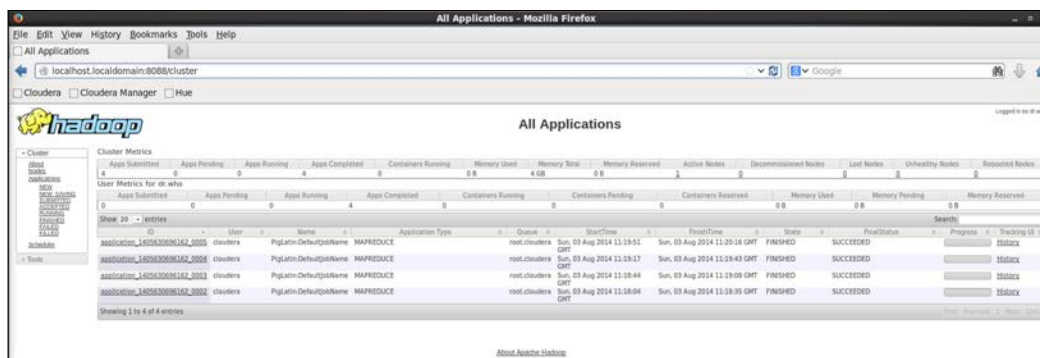 All Applications - Mozilla Firefox
File Edit View History Bookmarks Tools Help
All Applications
localhost.localdomain:8088/cluster
Google
Cloudera Cloudera Manager Hue
hadoop
All Applications
Logged in as: dr.w
Cluster
About
Nodes
Applications
NEW
NEW_SAVING
SUBMITTED
ACCEPTED
RUNNING
FINISHED
FAILED
KILLED
Scheduler
Tools
Cluster Metrics
Apps Submitted Apps Pending Apps Running Apps Completed Containers Running Memory Used Memory Total Memory Reserved Active Nodes Decommissioned Nodes Lost Nodes Unhealthy Nodes Rebooted Nodes
4 0 0 4 0 0 B 4 GB 0 B 1 0 0 0 0
User Metrics for dr.who
Apps Submitted Apps Pending Apps Running Apps Completed Containers Running Containers Pending Containers Reserved Memory Used Memory Pending Memory Reserved
0 0 0 4 0 0 0 0 B 0 B 0 B
Show 20 entries Search:
ID User Name Application Type Queue StartTime FinishTime State FinalStatus Progress Tracking UI
application_1405630696162_0005 cloudera PigLatin:DefaultJobName MAPREDUCE root.cloudera Sun, 03 Aug 2014 11:19:51 GMT Sun, 03 Aug 2014 11:20:16 GMT FINISHED SUCCEEDED History
application_1405630696162_0004 cloudera PigLatin:DefaultJobName MAPREDUCE root.cloudera Sun, 03 Aug 2014 11:19:17 GMT Sun, 03 Aug 2014 11:19:43 GMT FINISHED SUCCEEDED History
application_1405630696162_0003 cloudera PigLatin:DefaultJobName MAPREDUCE root.cloudera Sun, 03 Aug 2014 11:18:44 GMT Sun, 03 Aug 2014 11:19:08 GMT FINISHED SUCCEEDED History
application_1405630696162_0002 cloudera PigLatin:DefaultJobName MAPREDUCE root.cloudera Sun, 03 Aug 2014 11:18:04 GMT Sun, 03 Aug 2014 11:18:35 GMT FINISHED SUCCEEDED History
Showing 1 to 4 of 4 entries First Previous 1 Next Last
About Apache Hadoop